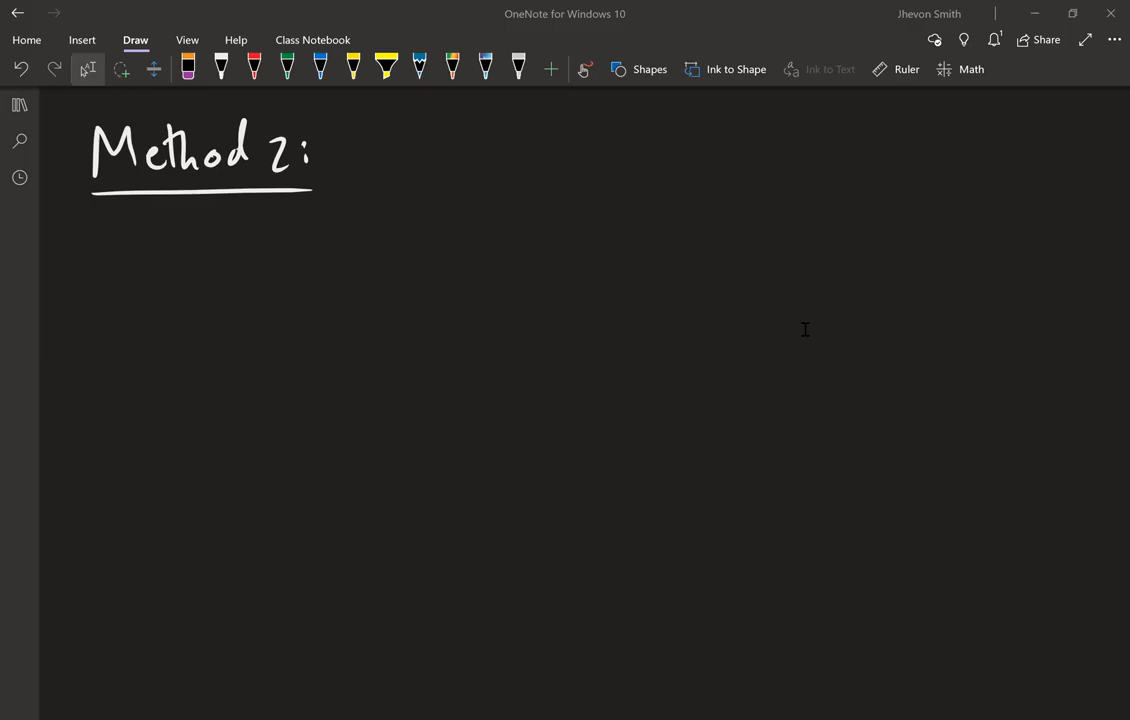 OneNote for Windows 10
Jhevon Smith
Home Insert Draw View Help Class Notebook
Share
Shapes Ink to Shape Ink to Text Ruler Math
Method 2: